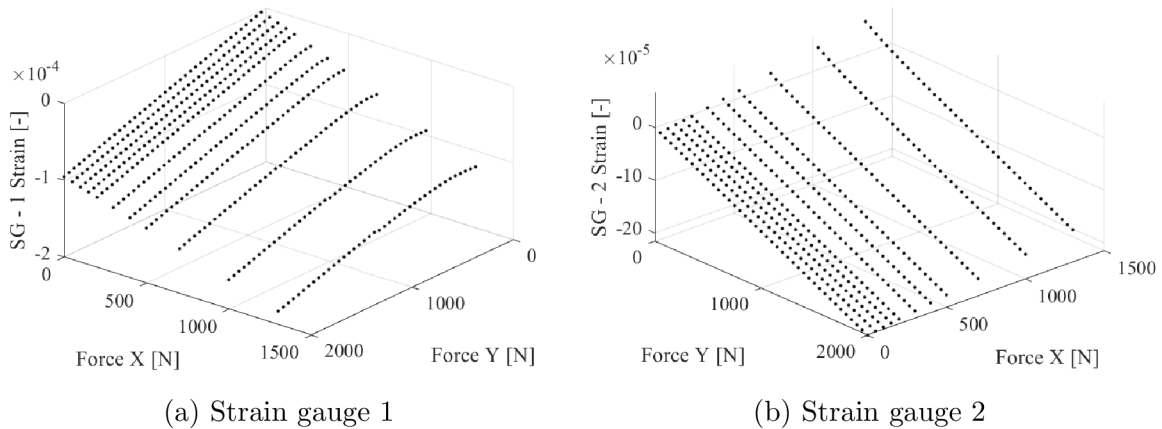 ×10⁻⁴
0
-1
-2
SG - 1 Strain [-]
0
500
1000
1500
Force X [N]
2000
1000
0
Force Y [N]
(a) Strain gauge 1
×10⁻⁵
0
-10
-20
SG - 2 Strain [-]
0
1000
2000
Force Y [N]
0
500
1000
1500
Force X [N]
(b) Strain gauge 2